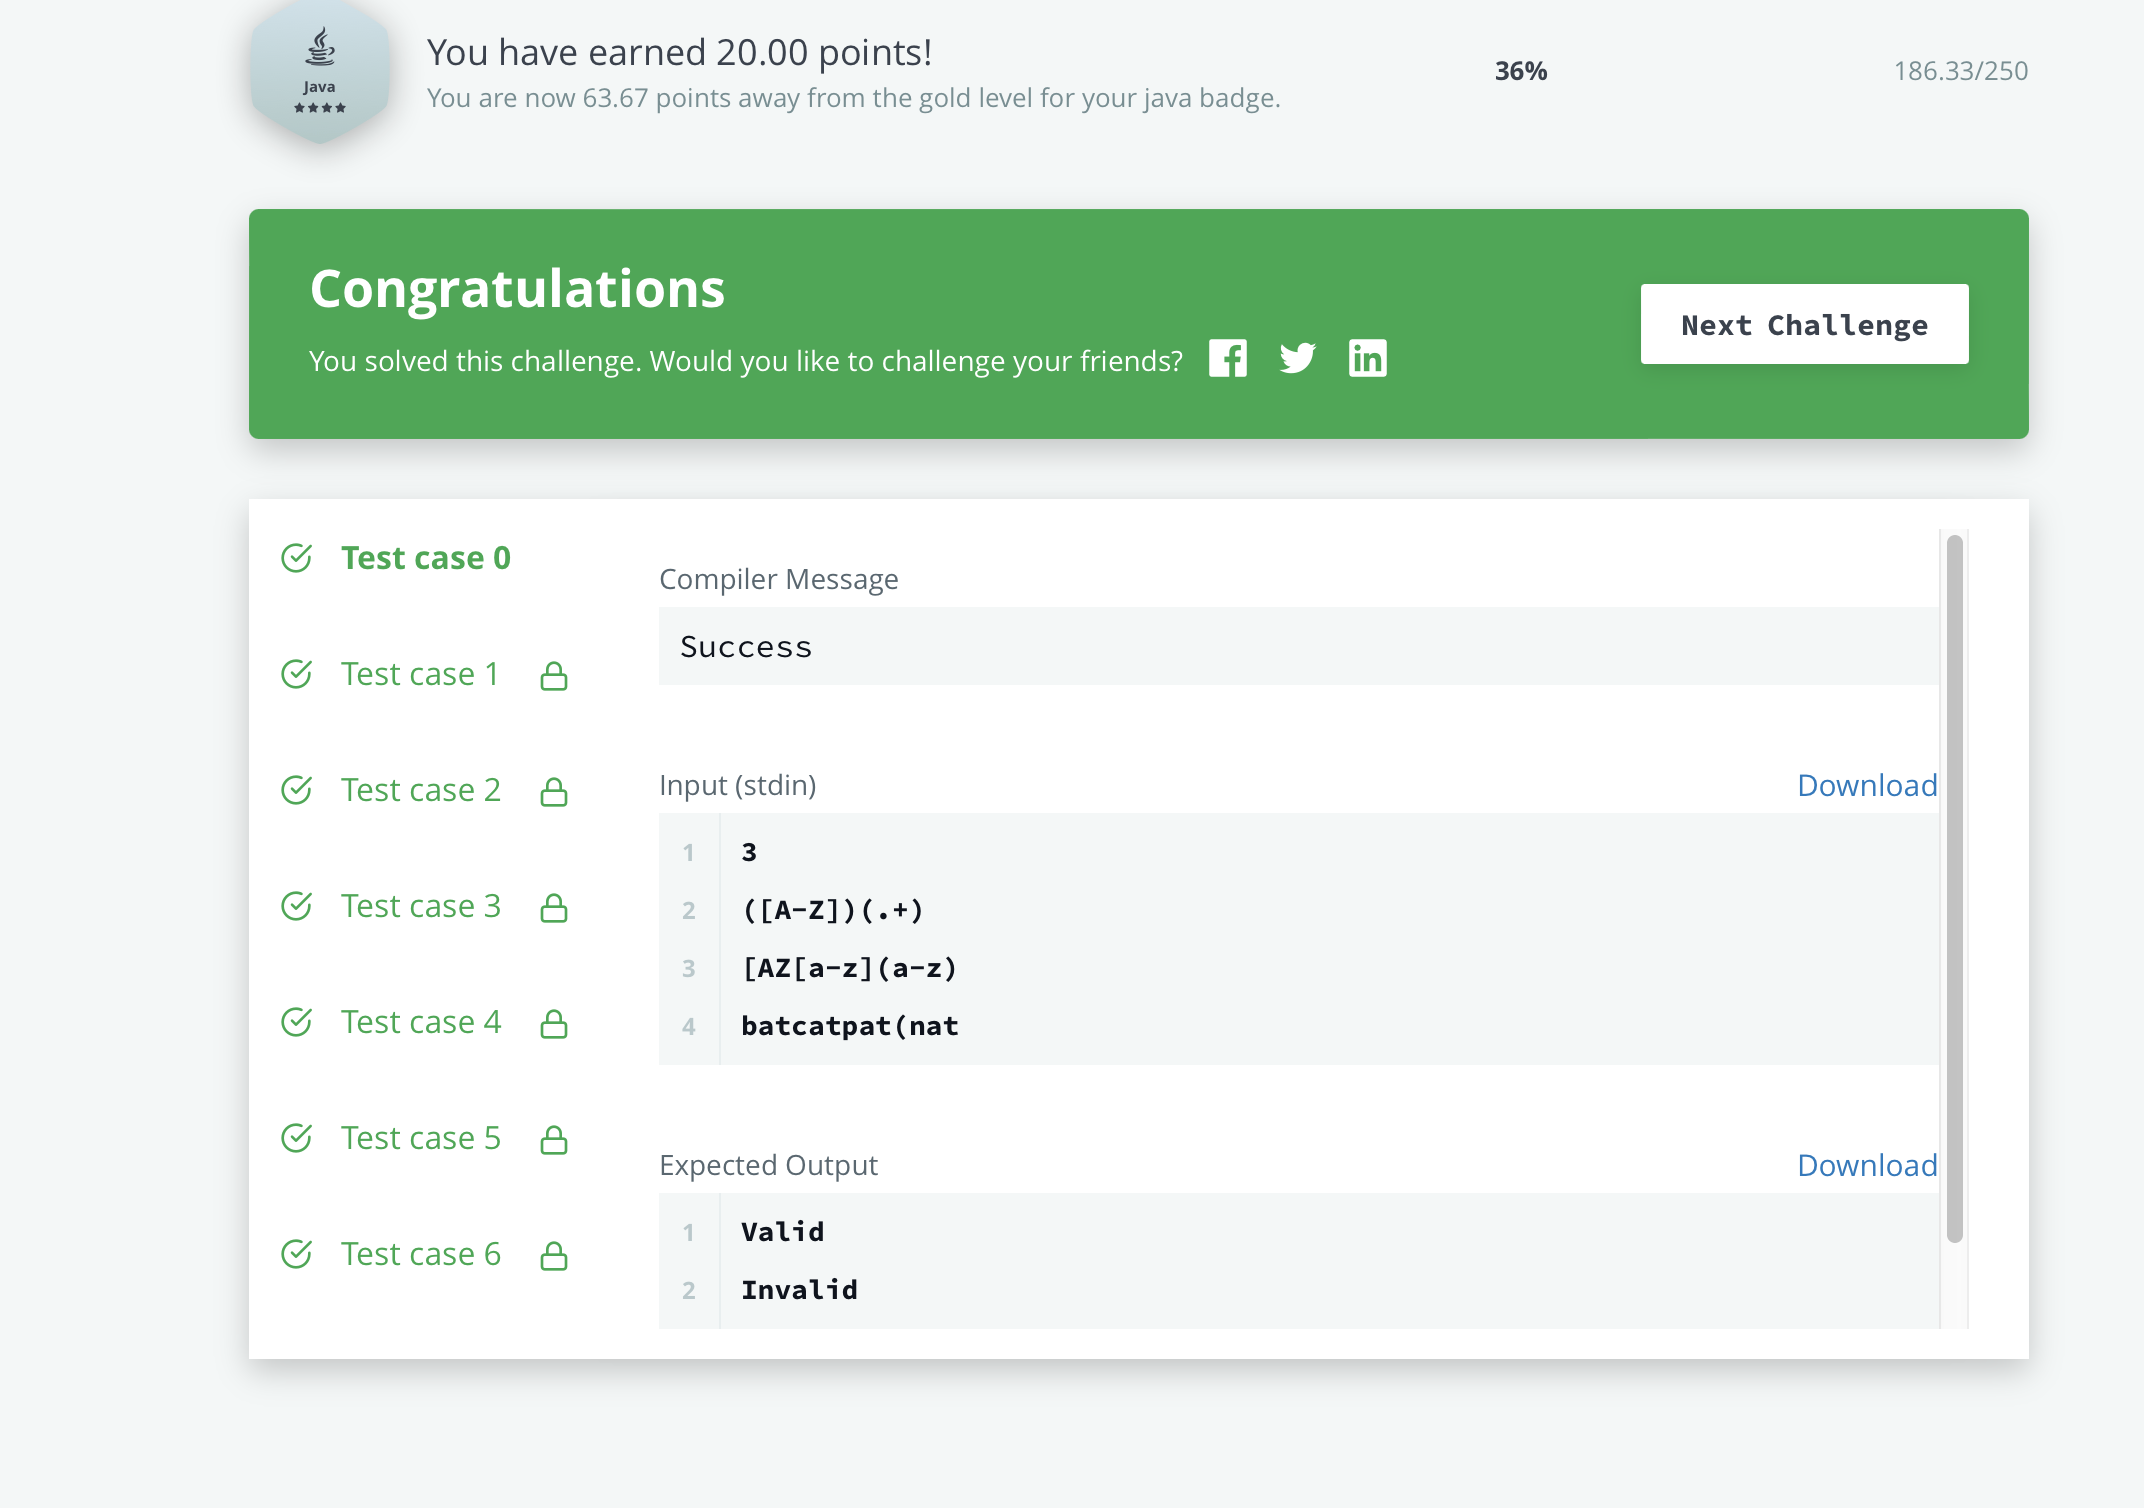 Java
You have earned 20.00 points!
You are now 63.67 points away from the gold level for your java badge.
36%
186.33/250
Congratulations
You solved this challenge. Would you like to challenge your friends?
Next Challenge
Test case 0
Test case 1
Test case 2
Test case 3
Test case 4
Test case 5
Test case 6
Compiler Message
Success
Input (stdin)
Download
1 3
2 ([A-Z])(.+)
3 [AZ[a-z](a-z)
4 batcatpat(nat
Expected Output
Download
1 Valid
2 Invalid